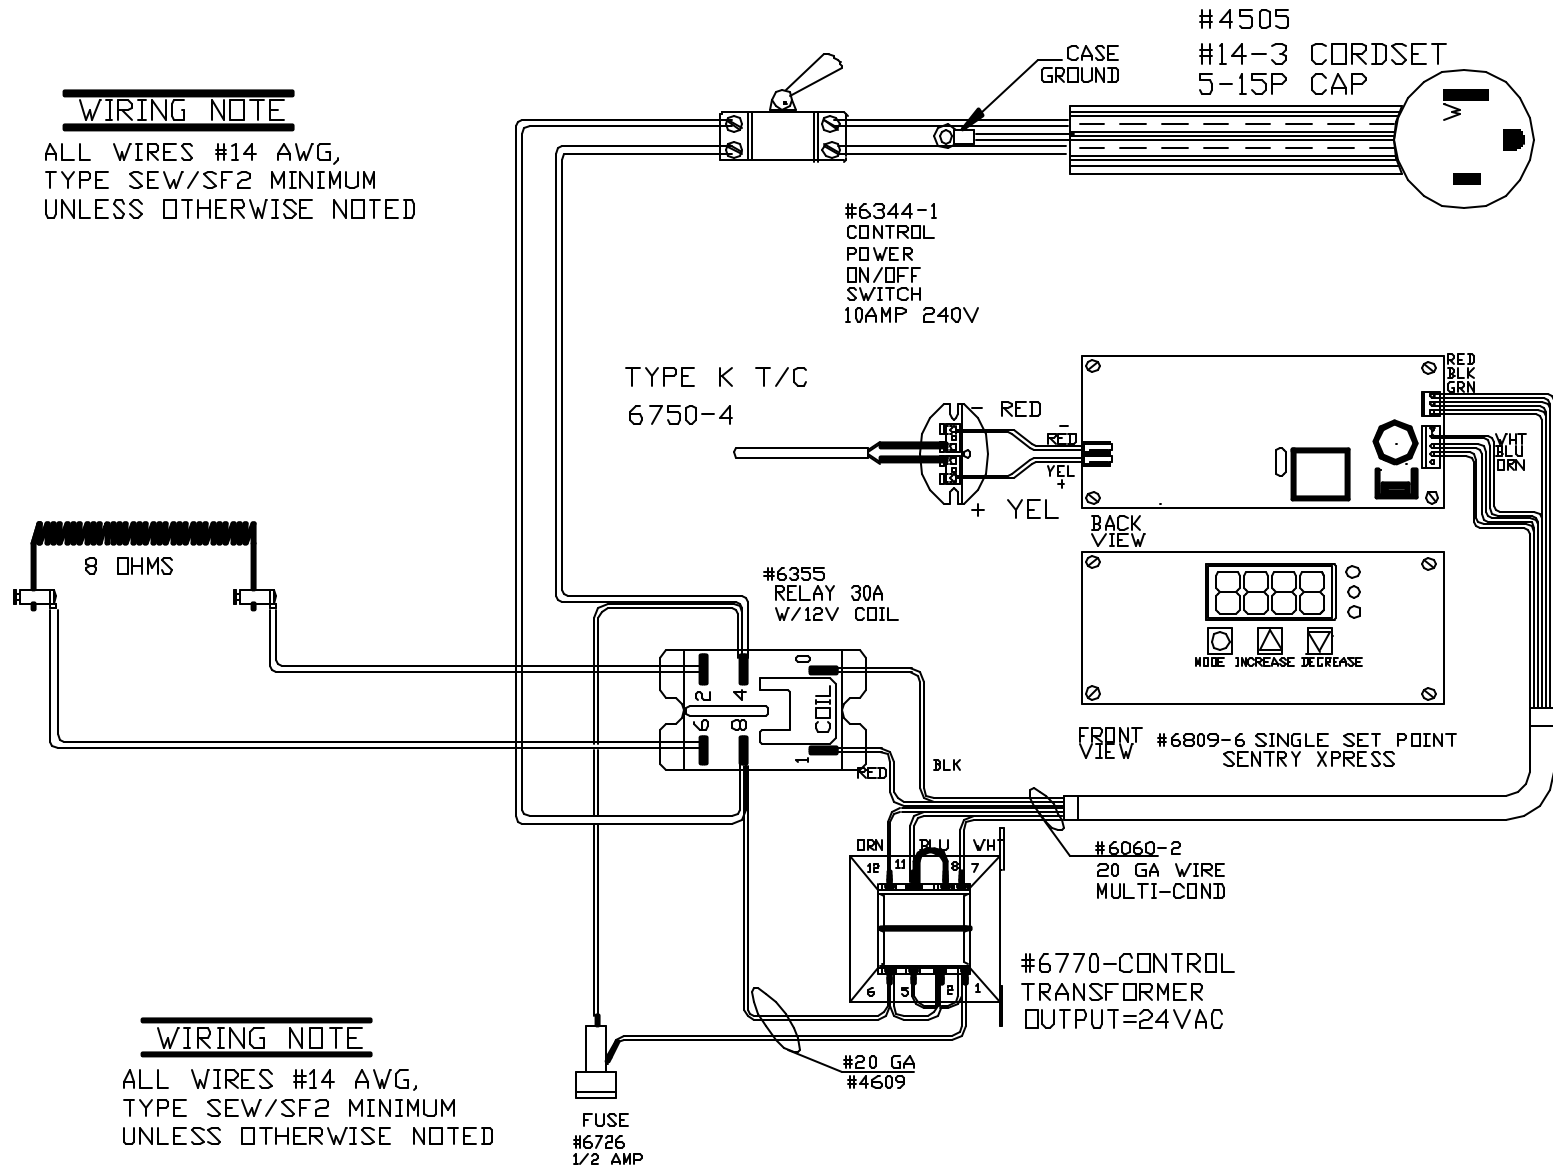 #4505
#14-3 CORDSET
5-15P CAP
W
CASE
GROUND
WIRING NOTE
ALL WIRES #14 AWG,
TYPE SEW/SF2 MINIMUM
UNLESS OTHERWISE NOTED
#6344-1
CONTROL
POWER
ON/OFF
SWITCH
10AMP 240V
TYPE K T/C
6750-4
- RED
+ YEL
-
RED
YEL
+
RED
BLK
GRN
WHT
BLU
ORN
BACK
VIEW
8 OHMS
#6355
RELAY 30A
W/12V COIL
2
4
0
6
8
1
COIL
MODE INCREASE DECREASE
FRONT
VIEW
#6809-6 SINGLE SET POINT
SENTRY XPRESS
RED
BLK
ORN
BLU
WHT
12
11
8
7
6
5
2
1
#6060-2
20 GA WIRE
MULTI-COND
#6770-CONTROL
TRANSFORMER
OUTPUT=24VAC
#20 GA
#4609
FUSE
#6726
1/2 AMP
WIRING NOTE
ALL WIRES #14 AWG,
TYPE SEW/SF2 MINIMUM
UNLESS OTHERWISE NOTED